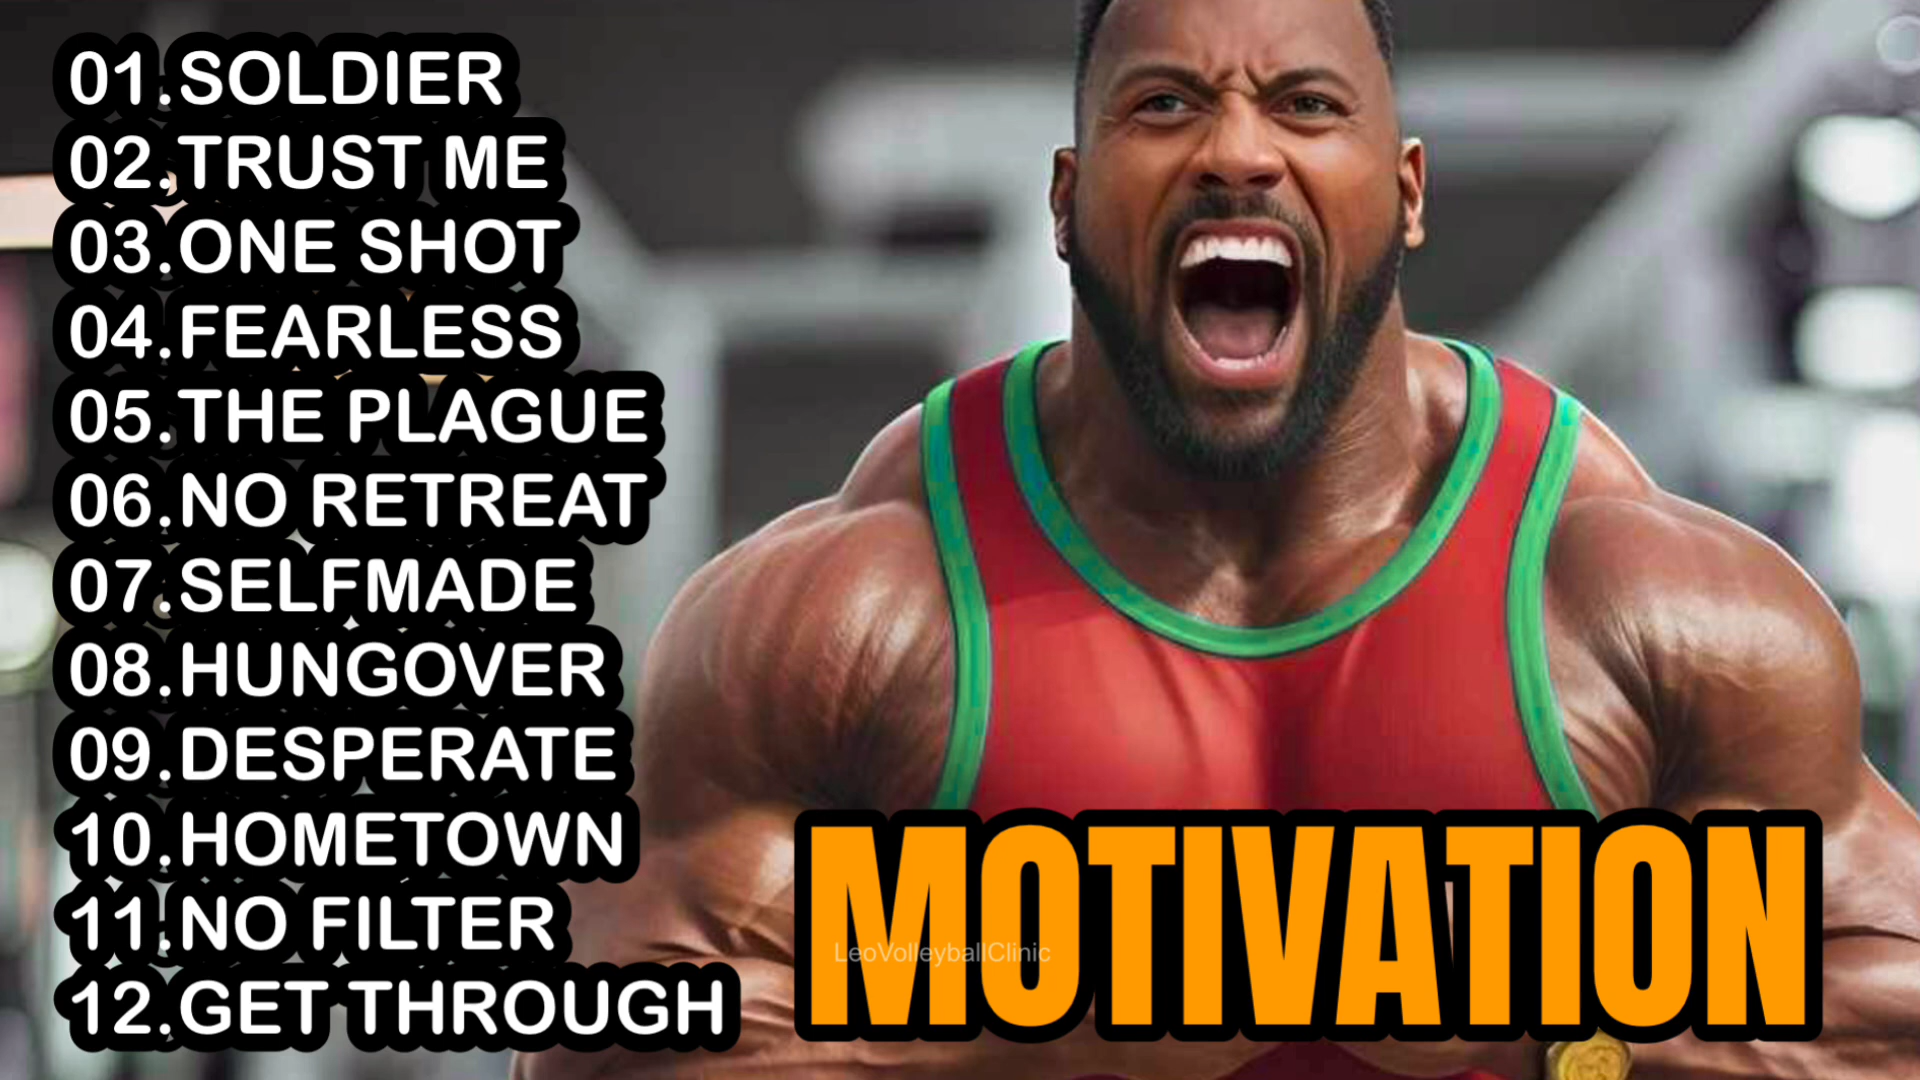 01.SOLDIER
02.TRUST ME
03.ONE SHOT
04.FEARLESS
05.THE PLAGUE
06.NO RETREAT
07.SELFMADE
08.HUNGOVER
09.DESPERATE
10.HOMETOWN
11.NO FILTER
12.GET THROUGH
MOTIVATION
LeoVolleyballClinic